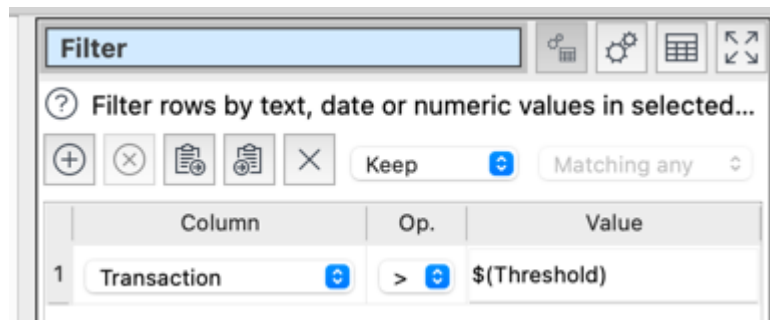 Filter
Filter rows by text, date or numeric values in selected...
Keep Matching any
Column Op. Value
1 Transaction > $(Threshold)